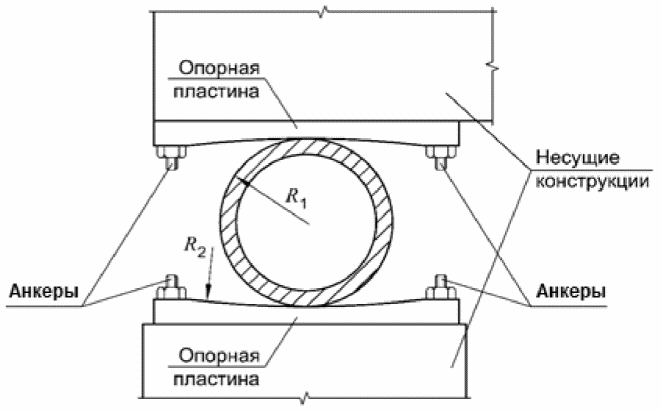 Опорная
пластина
Несущие
конструкции
R₁
R₂
Анкеры
Анкеры
Опорная
пластина